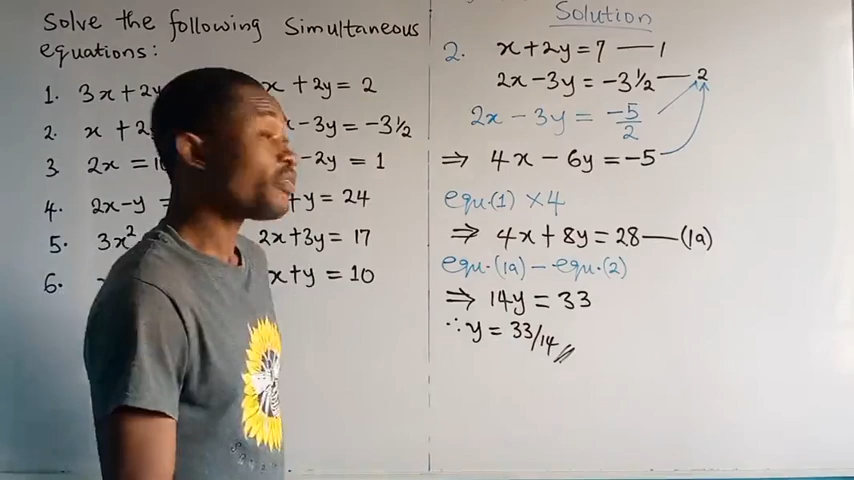 Solve the following Simultaneous
equations:
1. 3x+2y x + 2y = 2
2. x + 2 x-3y = -3½
3 2x = 1 -2y = 1
4. 2x-y = +y = 24
5. 3x² 2x+3y = 17
6. x+y = 10
Solution
2. x+2y = 7 — 1
2x-3y = -3½ — 2
2x - 3y = -5/2
⇒ 4x - 6y = -5
equ.(1) ×4
⇒ 4x + 8y = 28 — (1a)
equ.(1a) - equ.(2)
⇒ 14y = 33
∴ y = 33/14 //